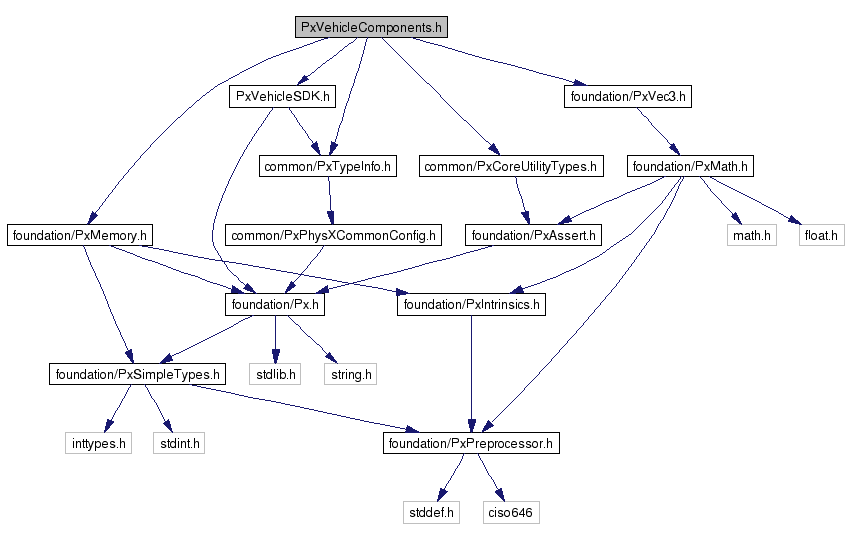 PxVehicleComponents.h
PxVehicleSDK.h
foundation/PxVec3.h
common/PxTypeInfo.h
common/PxCoreUtilityTypes.h
foundation/PxMath.h
foundation/PxMemory.h
common/PxPhysXCommonConfig.h
foundation/PxAssert.h
math.h
float.h
foundation/Px.h
foundation/PxIntrinsics.h
foundation/PxSimpleTypes.h
stdlib.h
string.h
inttypes.h
stdint.h
foundation/PxPreprocessor.h
stddef.h
ciso646